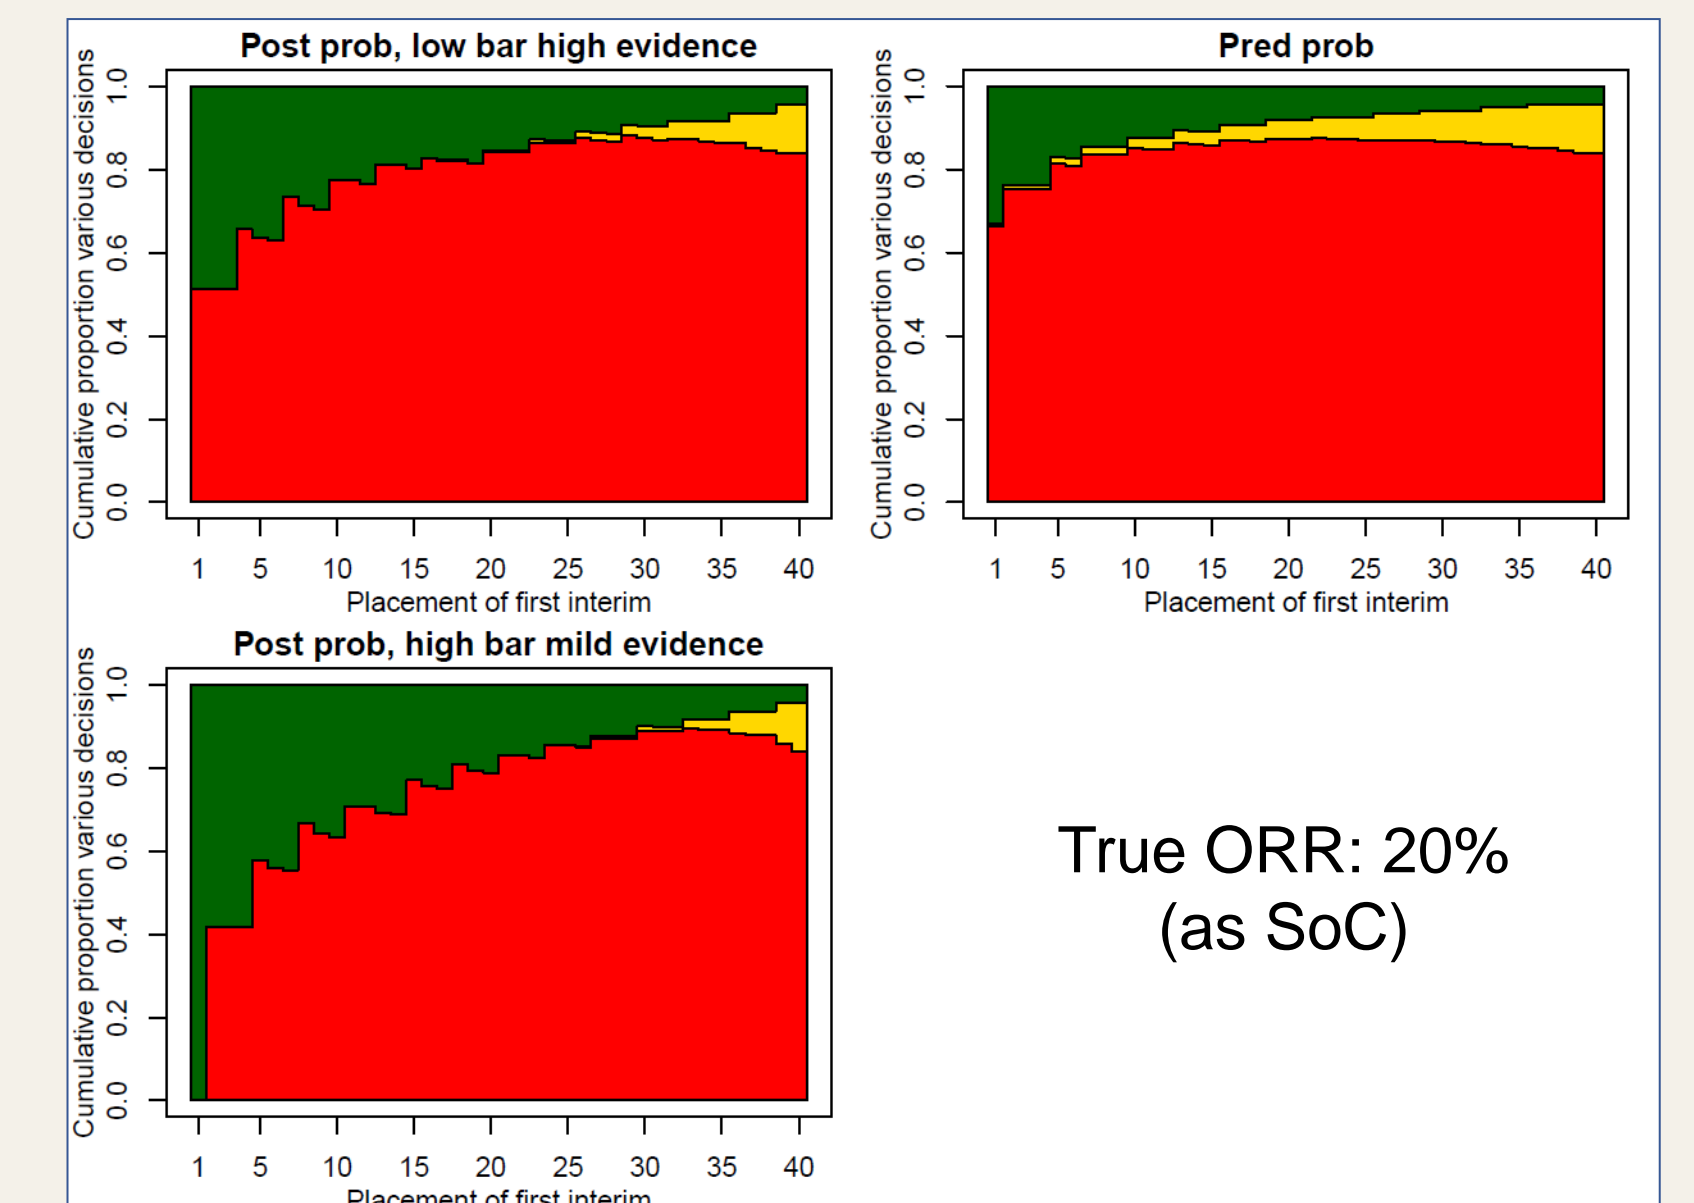 Post prob, low bar high evidence
Cumulative proportion various decisions
1.0
0.8
0.6
0.4
0.2
0.0
1 5 10 15 20 25 30 35 40
Placement of first interim
Pred prob
Cumulative proportion various decisions
1.0
0.8
0.6
0.4
0.2
0.0
1 5 10 15 20 25 30 35 40
Placement of first interim
Post prob, high bar mild evidence
Cumulative proportion various decisions
1.0
0.8
0.6
0.4
0.2
0.0
1 5 10 15 20 25 30 35 40
Placement of first interim
True ORR: 20%
(as SoC)